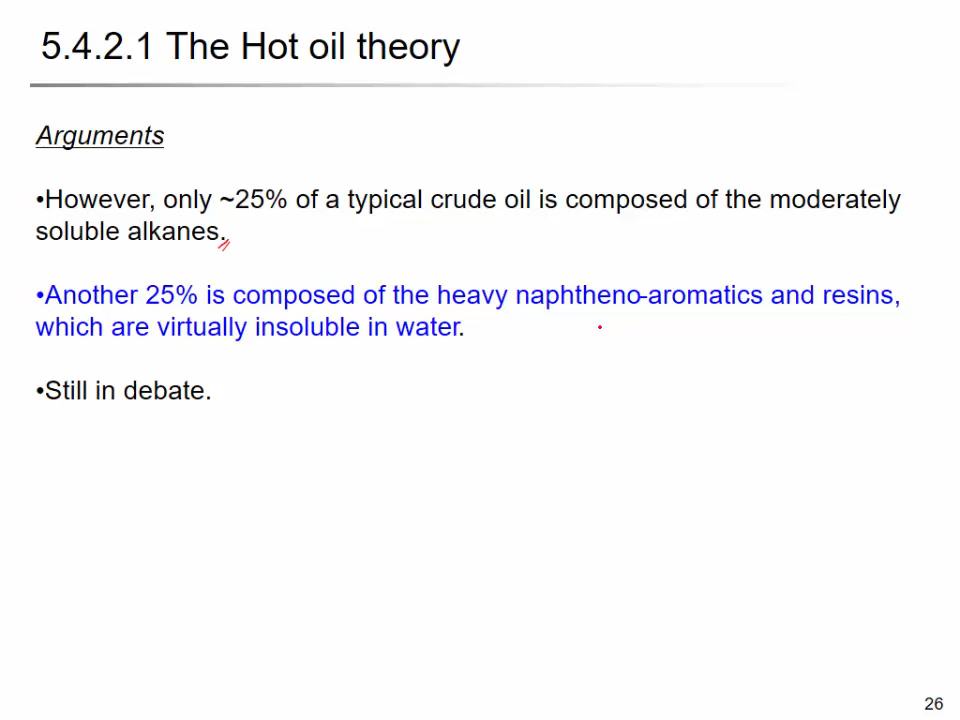 5.4.2.1 The Hot oil theory
Arguments
•However, only ~25% of a typical crude oil is composed of the moderately
soluble alkanes.
•Another 25% is composed of the heavy naphtheno-aromatics and resins,
which are virtually insoluble in water.
•Still in debate.
26